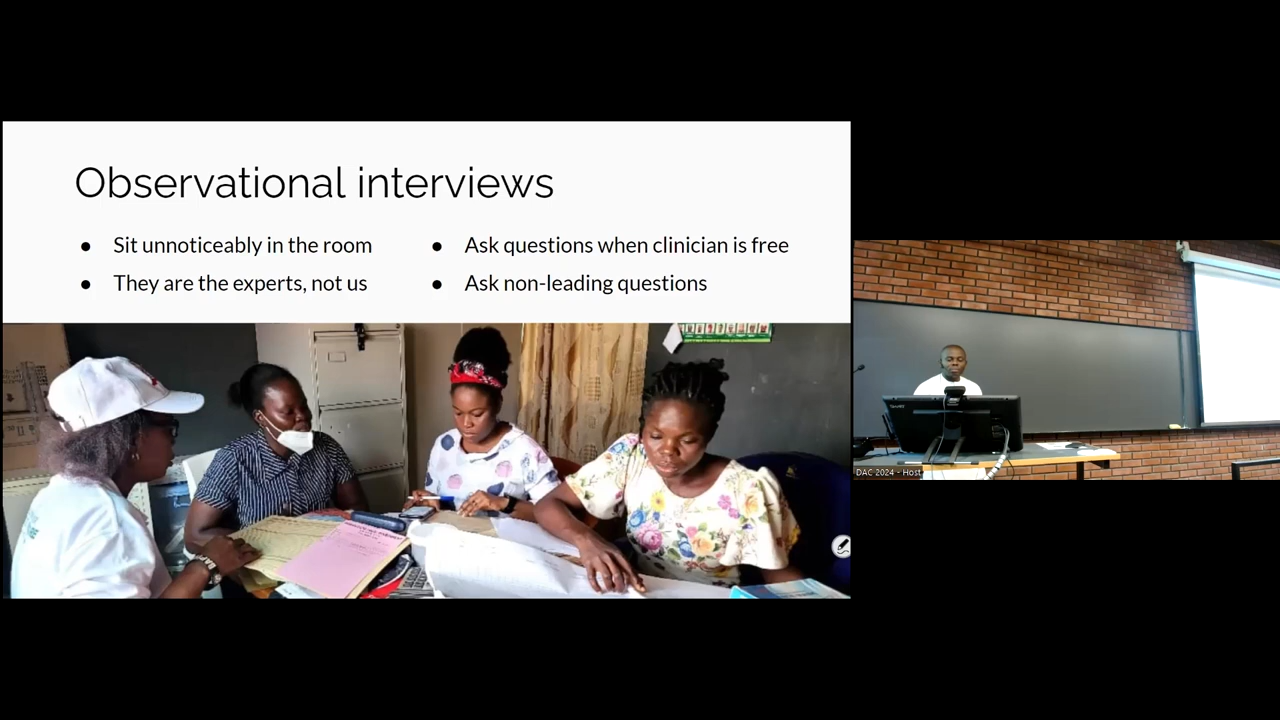 Observational interviews
● Sit unnoticeably in the room
● They are the experts, not us
● Ask questions when clinician is free
● Ask non-leading questions
DAC 2024 - Host